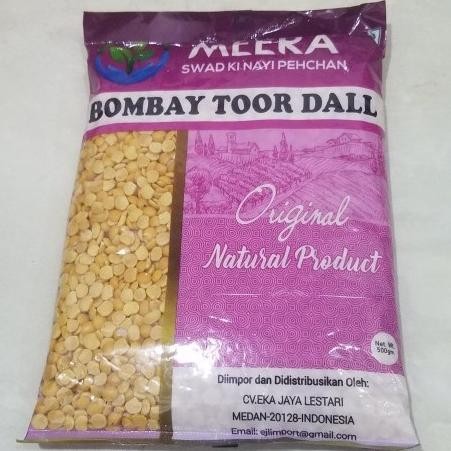 MEERA
SWAD KI NAYI PEHCHAN
BOMBAY TOOR DALL
Original
Natural Product
Net. Wt.
500gm.
Diimpor dan Didistribusikan Oleh:
CV.EKA JAYA LESTARI
MEDAN-20128-INDONESIA
Email: ejlimport@gmail.com